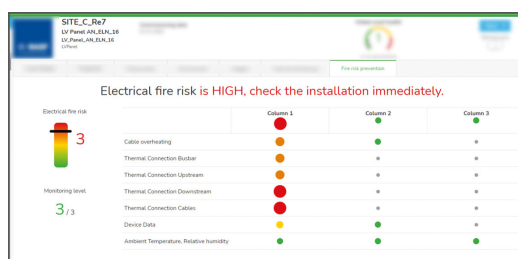 SITE_C_Re7
LV Panel AN_ELN_16
LV_Panel_AN_ELN_16
LVPanel
Fire risk prevention
Electrical fire risk is HIGH, check the installation immediately.
Electrical fire risk
3
Monitoring level
3 / 3
Column 1 Column 2 Column 3
Cable overheating
Thermal Connection Busbar
Thermal Connection Upstream
Thermal Connection Downstream
Thermal Connection Cables
Device Data
Ambient Temperature, Relative humidity